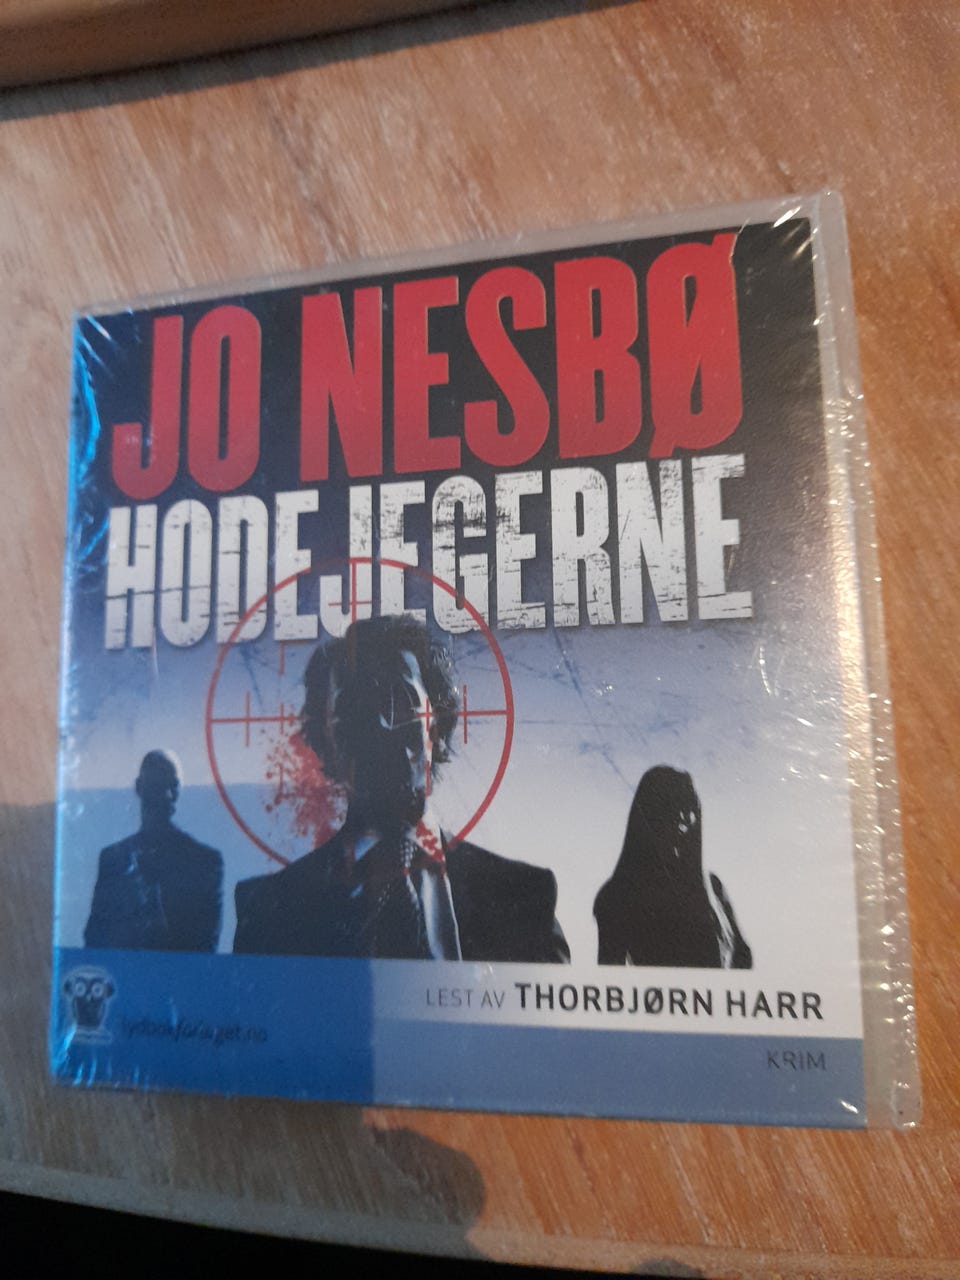 JO NESBØ
HODEJEGERNE
LEST AV THORBJØRN HARR
lydbokforlaget.no
KRIM